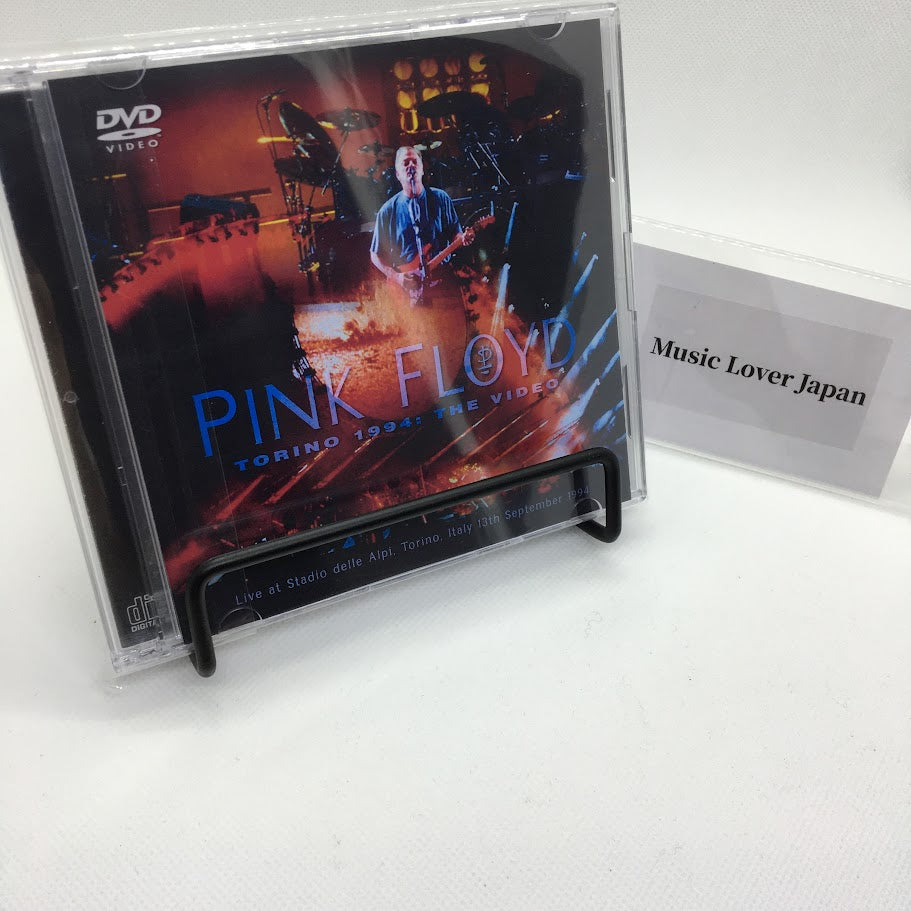 DVD
VIDEO
PINK FLOYD
TORINO 1994: THE VIDEO
Live at Stadio delle Alpi, Torino, Italy 13th September 1994
Music Lover Japan